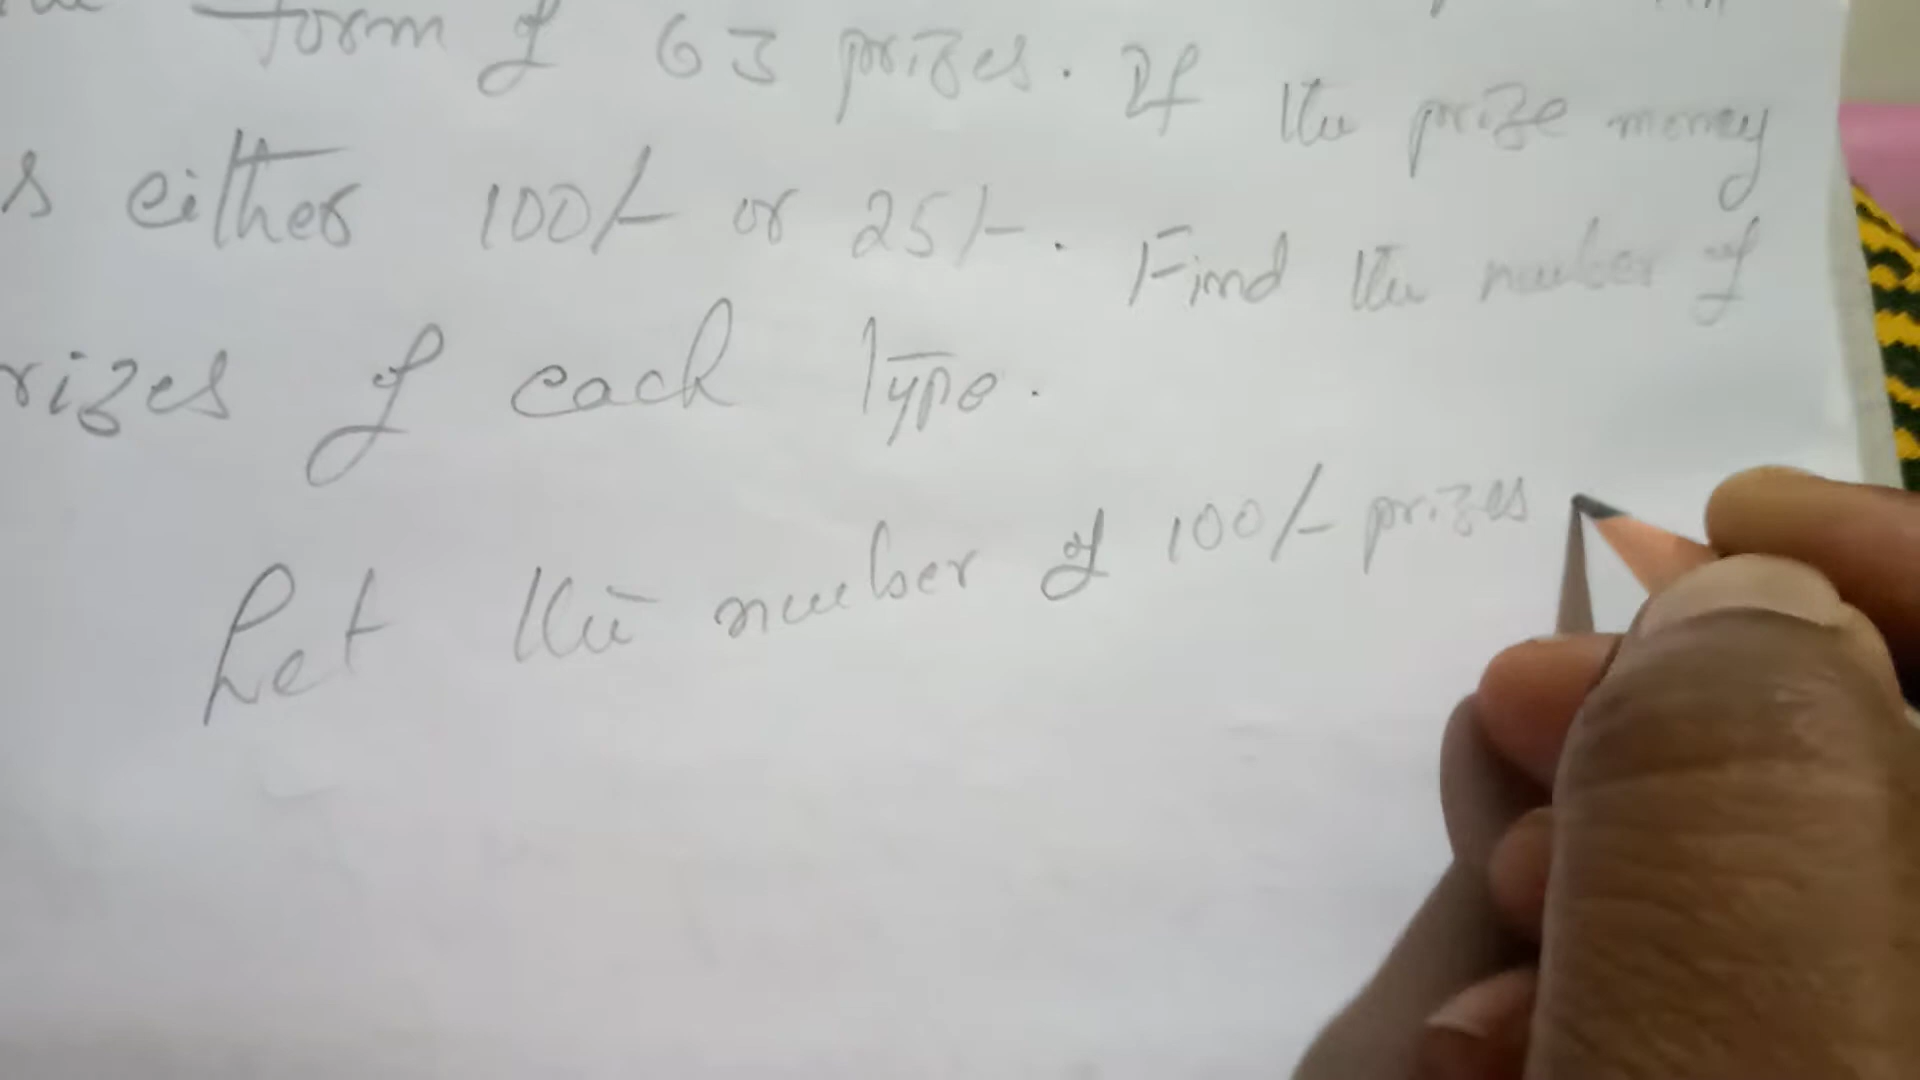 form of 63 prizes. If the prize money
s either 100/- or 25/-. Find the number of
rizes of each type.
Let the number of 100/- prizes